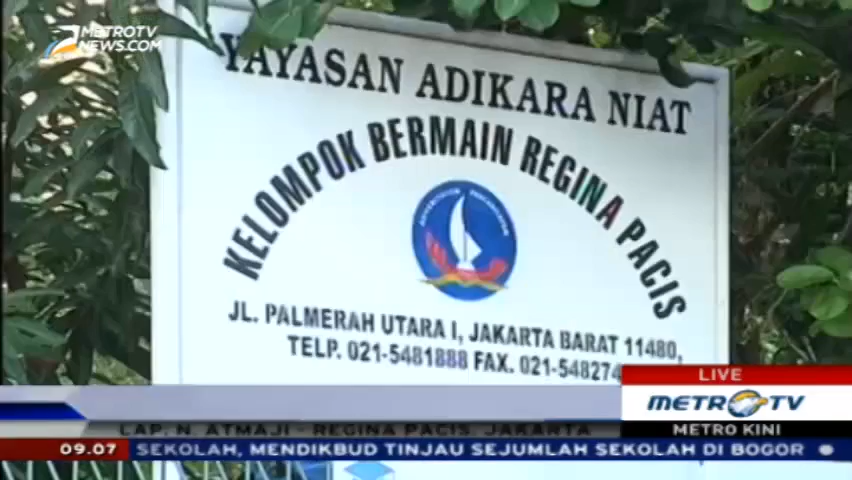 METROTV
NEWS.COM
YAYASAN ADIKARA NIAT
KELOMPOK BERMAIN REGINA PACIS
JL. PALMERAH UTARA I, JAKARTA BARAT 11480,
TELP. 021-5481888 FAX. 021-548274
LIVE
METRO TV
LAP. N. ATMAJI - REGINA PACIS, JAKARTA
METRO KINI
09.07 SEKOLAH, MENDIKBUD TINJAU SEJUMLAH SEKOLAH DI BOGOR